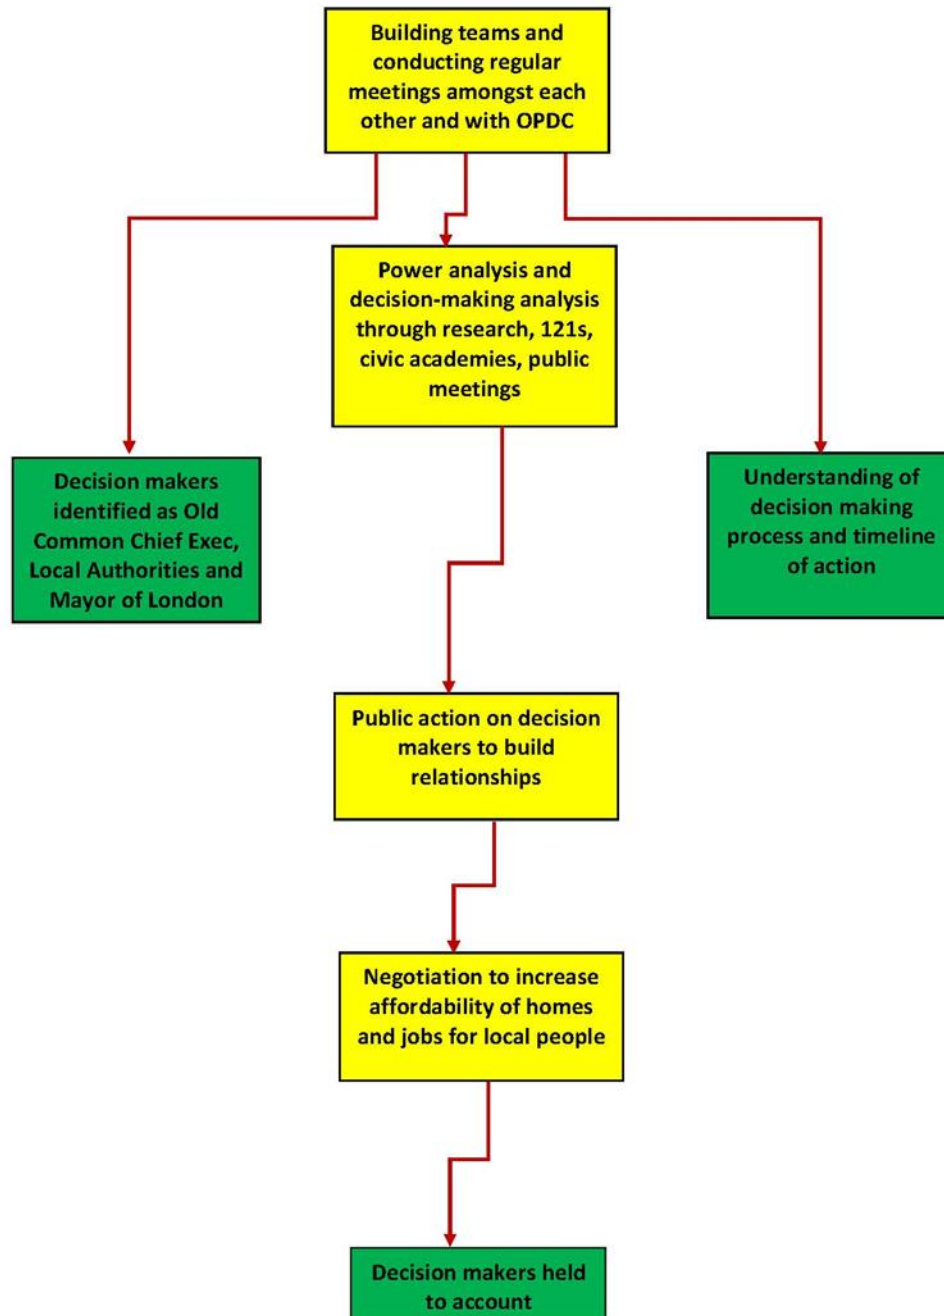 Building teams and
conducting regular
meetings amongst each
other and with OPDC
Power analysis and
decision-making analysis
through research, 121s,
civic academies, public
meetings
Decision makers
identified as Old
Common Chief Exec,
Local Authorities and
Mayor of London
Understanding of
decision making
process and timeline
of action
Public action on decision
makers to build
relationships
Negotiation to increase
affordability of homes
and jobs for local people
Decision makers held
to account